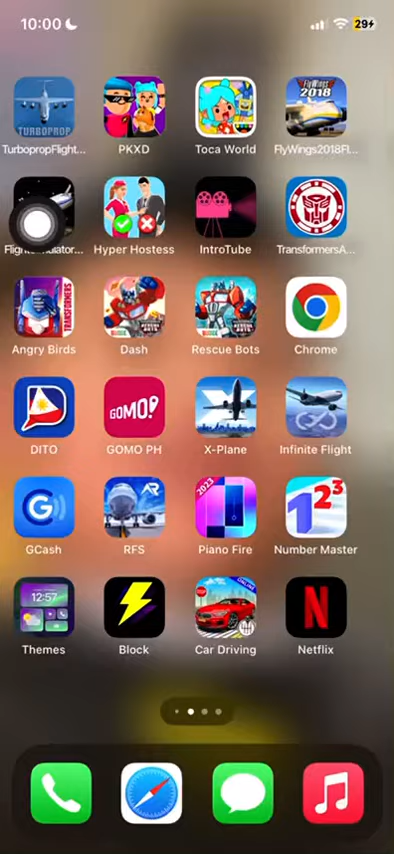 10:00
29
TURBOPROP
TurbopropFlight...
PKXD
Toca World
FlyWings
2018
FlyWings2018Fl...
Hyper Hostess
IntroTube
TransformersA...
TRANSFORMERS
Angry Birds
Dash
Rescue Bots
Chrome
DITO
GOMO!
GOMO PH
X-Plane
Infinite Flight
G
GCash
RFS
2023
Piano Fire
123
Number Master
12:57
Themes
Block
STOP
ONLINE
Car Driving
N
Netflix